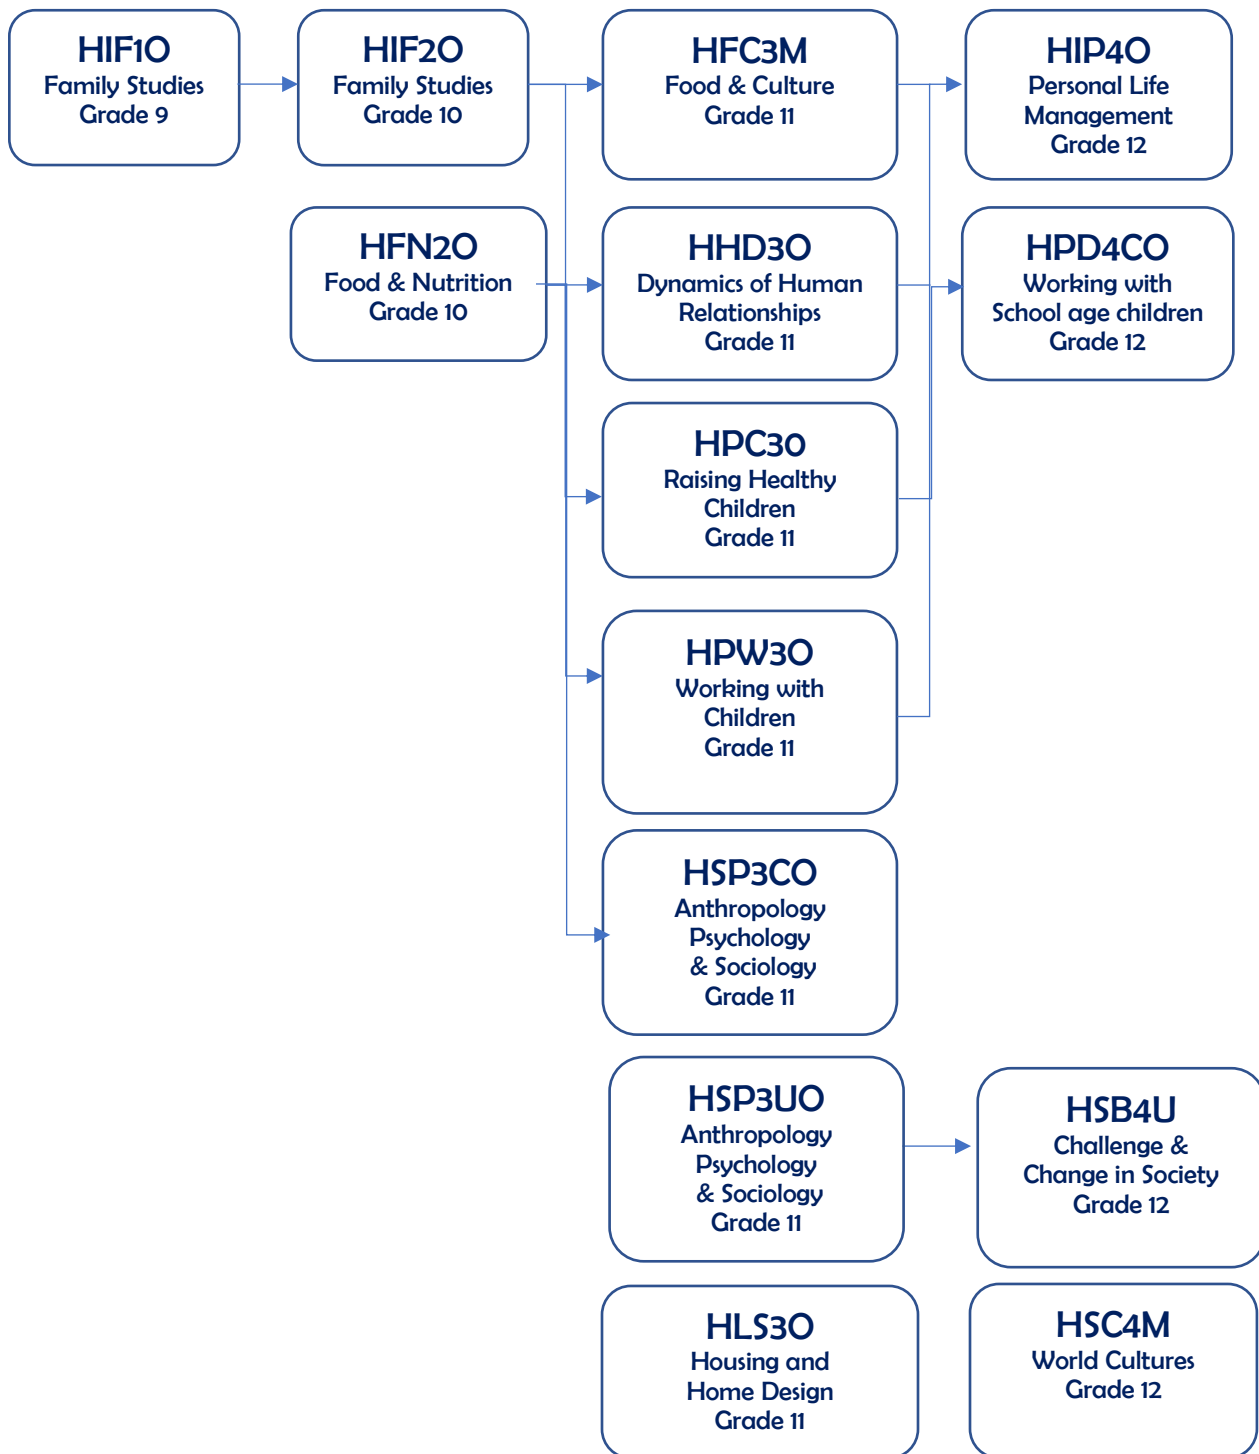 HIF1O
Family Studies
Grade 9
HIF2O
Family Studies
Grade 10
HFC3M
Food & Culture
Grade 11
HIP4O
Personal Life
Management
Grade 12
HFN2O
Food & Nutrition
Grade 10
HHD3O
Dynamics of Human
Relationships
Grade 11
HPD4CO
Working with
School age children
Grade 12
HPC30
Raising Healthy
Children
Grade 11
HPW3O
Working with
Children
Grade 11
HSP3CO
Anthropology
Psychology
& Sociology
Grade 11
HSP3UO
Anthropology
Psychology
& Sociology
Grade 11
HSB4U
Challenge &
Change in Society
Grade 12
HLS3O
Housing and
Home Design
Grade 11
HSC4M
World Cultures
Grade 12